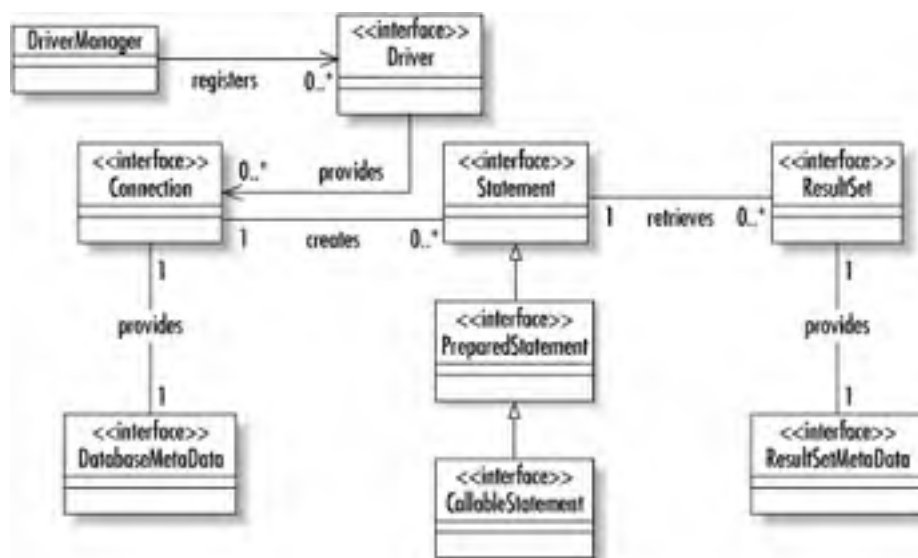 DriverManager
<<interface>>
Driver
registers
0..*
<<interface>>
Connection
0..*
provides
<<interface>>
Statement
<<interface>>
ResultSet
1
creates
0..*
1
retrieves
0..*
1
provides
1
<<interface>>
PreparedStatement
1
provides
1
<<interface>>
DatabaseMetaData
<<interface>>
CallableStatement
<<interface>>
ResultSetMetaData